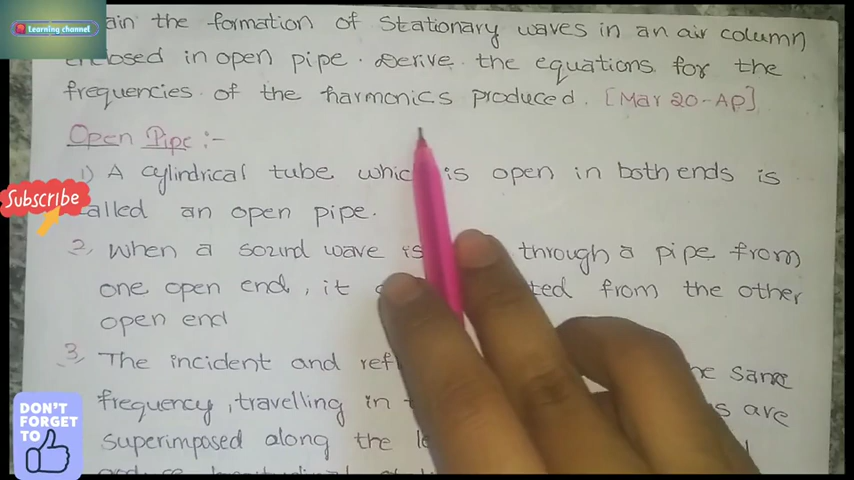 Learning channel
ain the formation of stationary waves in an air column
enclosed in open pipe. Derive the equations for the
frequencies of the harmonics produced. [Mar 20-AP]
Open Pipe :-
1) A cylindrical tube which is open in both ends is
called an open pipe.
2, When a sound wave is through a pipe from
one open end, it ted from the other
open end
3, The incident and refl he same
frequency, travelling in are
superimposed along the
Subscribe
DON'T
FORGET
TO